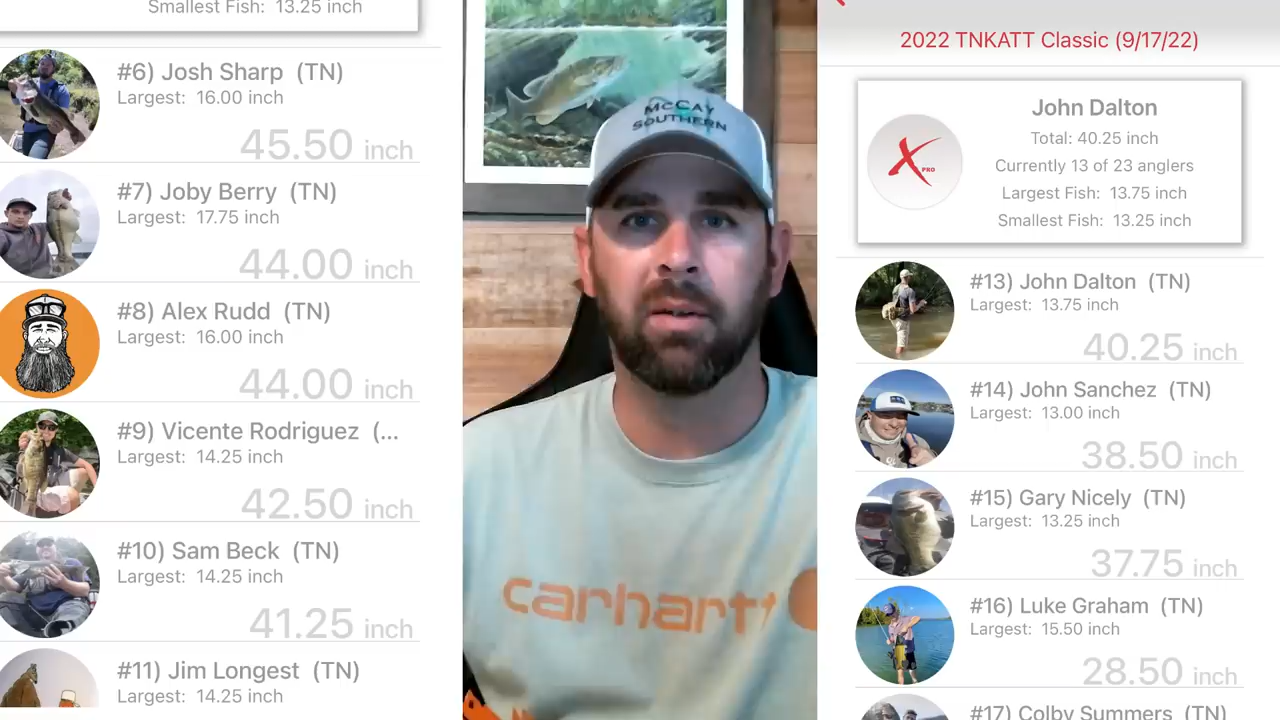 Smallest Fish: 13.25 inch
#6) Josh Sharp (TN)
Largest: 16.00 inch
45.50 inch
#7) Joby Berry (TN)
Largest: 17.75 inch
44.00 inch
#8) Alex Rudd (TN)
Largest: 16.00 inch
44.00 inch
#9) Vicente Rodriguez (...
Largest: 14.25 inch
42.50 inch
#10) Sam Beck (TN)
Largest: 14.25 inch
41.25 inch
#11) Jim Longest (TN)
Largest: 14.25 inch
McCAY
SOUTHERN
carhartt
2022 TNKATT Classic (9/17/22)
X PRO
John Dalton
Total: 40.25 inch
Currently 13 of 23 anglers
Largest Fish: 13.75 inch
Smallest Fish: 13.25 inch
#13) John Dalton (TN)
Largest: 13.75 inch
40.25 inch
#14) John Sanchez (TN)
Largest: 13.00 inch
38.50 inch
#15) Gary Nicely (TN)
Largest: 13.25 inch
37.75 inch
#16) Luke Graham (TN)
Largest: 15.50 inch
28.50 inch
#17) Colby Summers (TN)